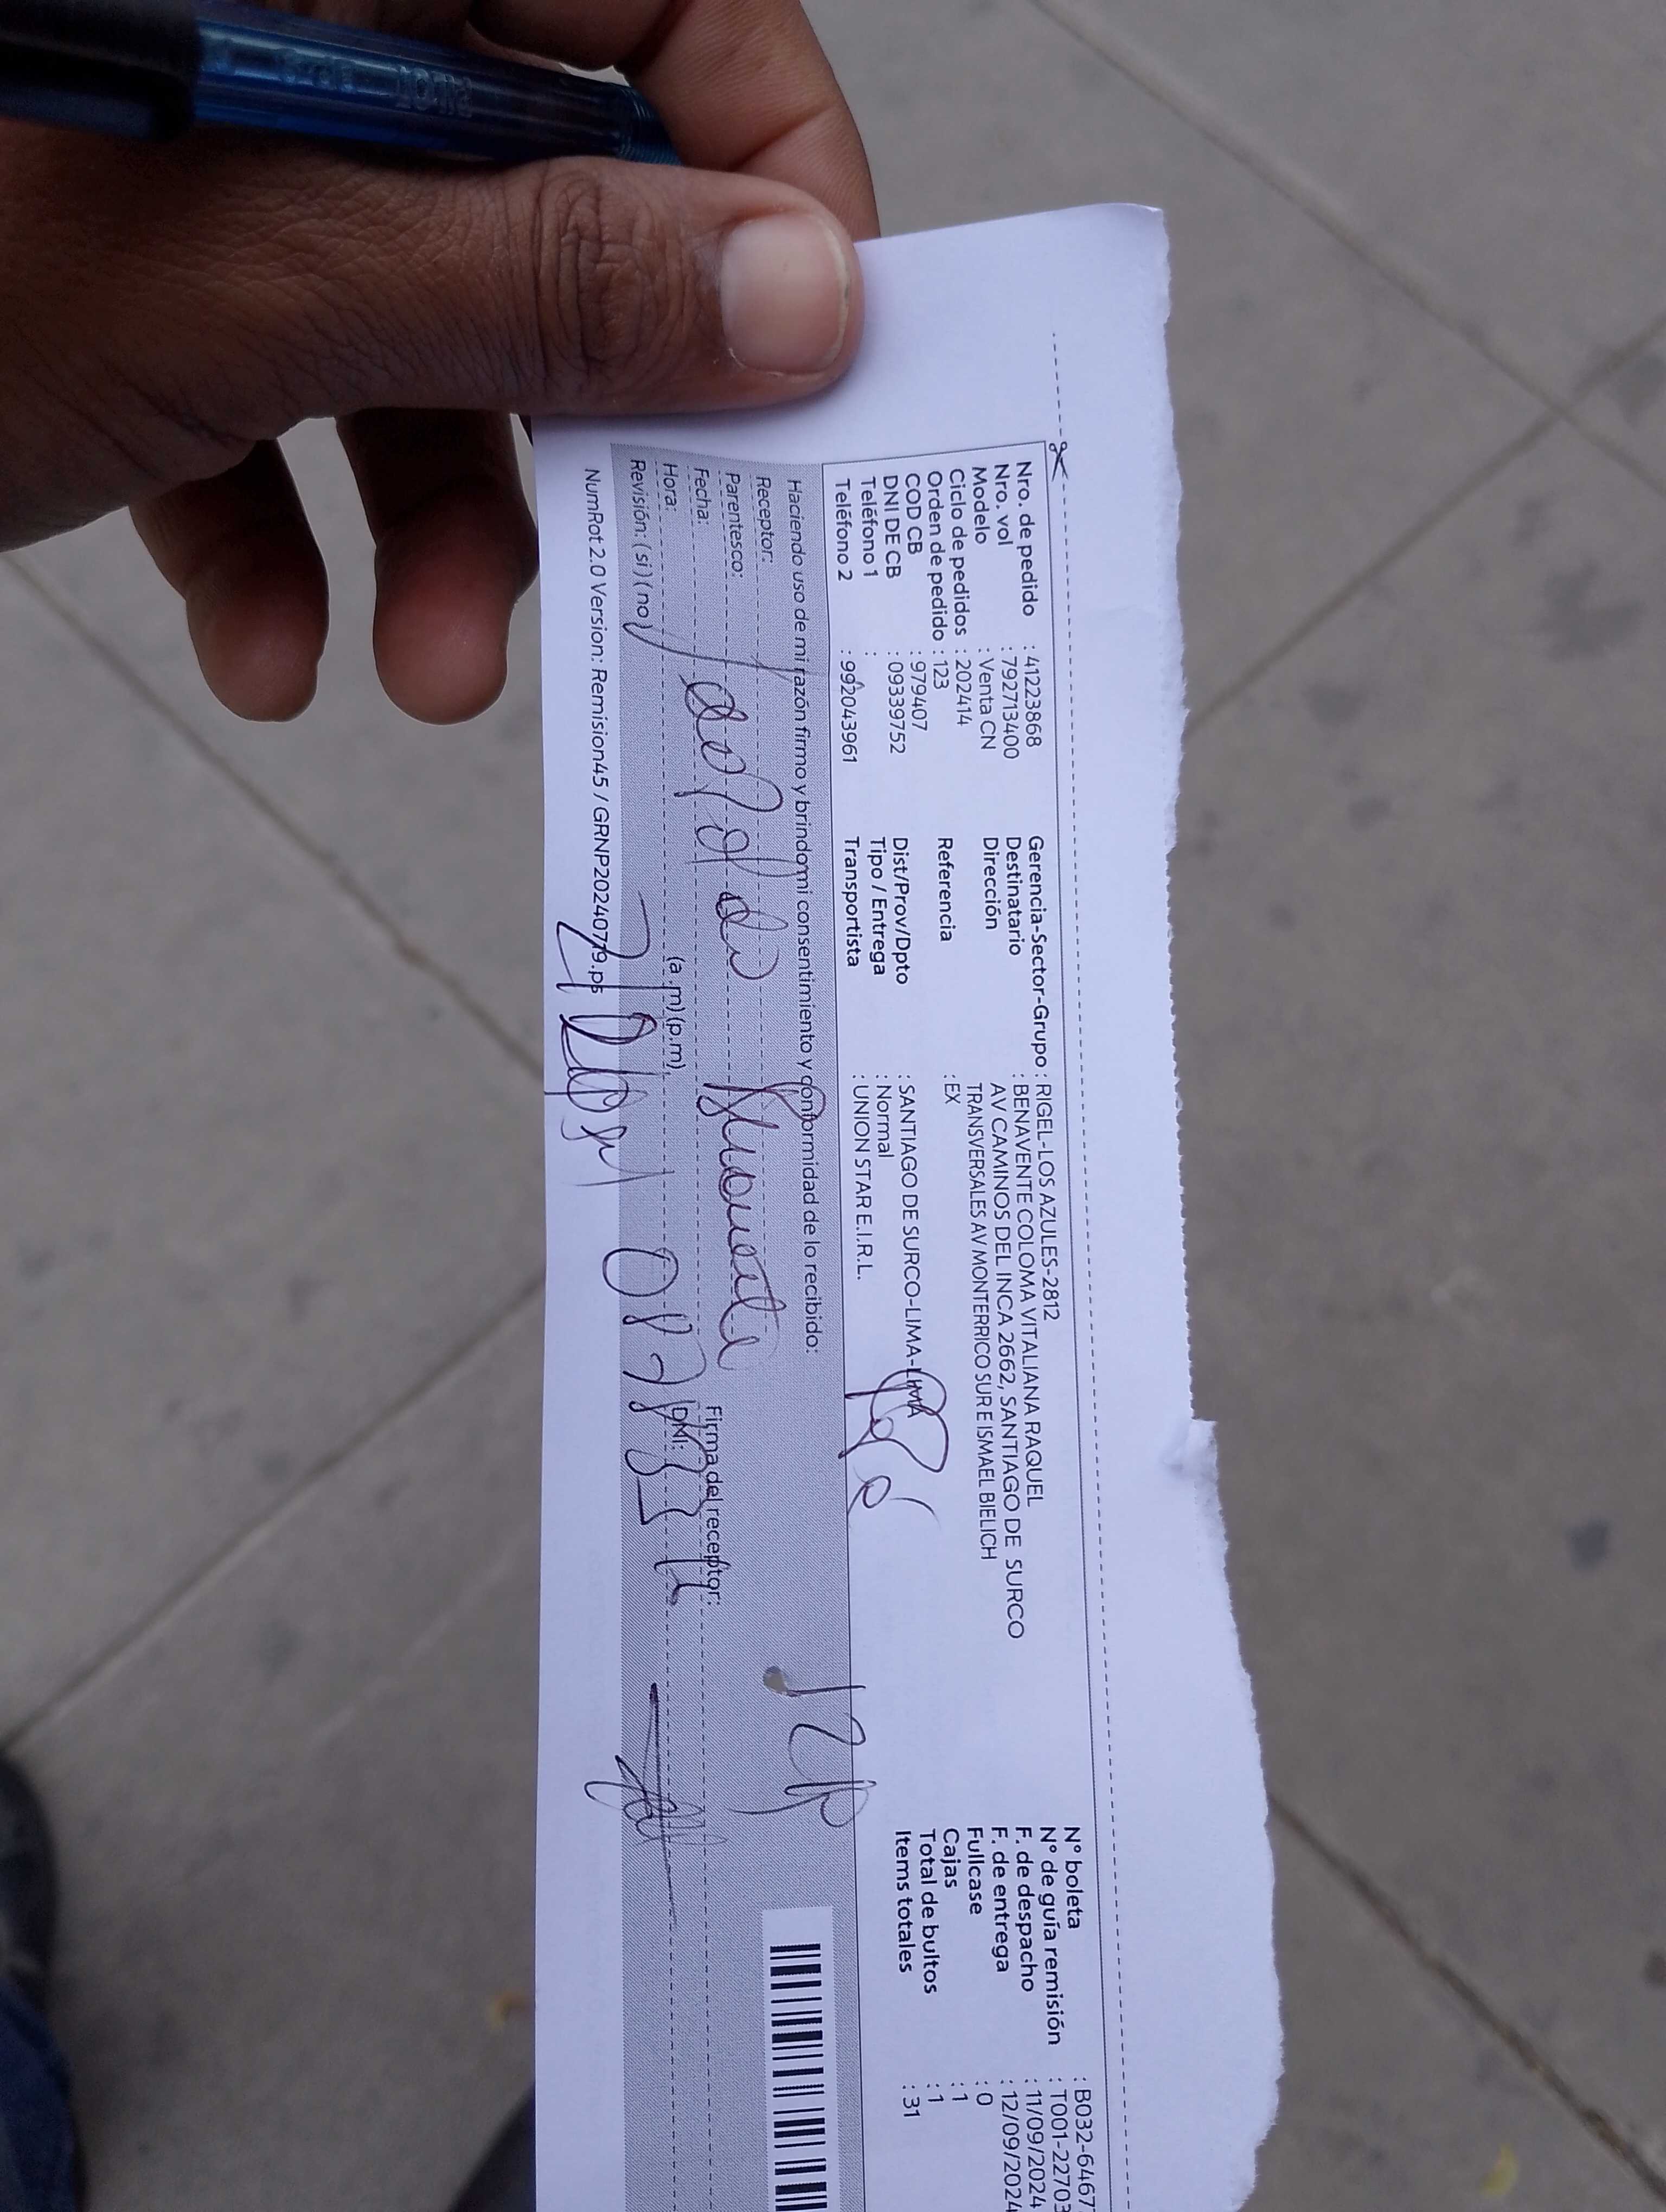 Nro. de pedido : 41223868
Nro. vol : 792713400
Modelo : Venta CN
Ciclo de pedidos : 202414
Orden de pedido : 123
COD CB : 979407
DNI DE CB : 09339752
Teléfono 1 :
Teléfono 2 : 992043961
Gerencia-Sector-Grupo : RIGEL-LOS AZULES-2812
Destinatario : BENAVENTE COLOMA VITALIANA RAQUEL
Dirección AV CAMINOS DEL INCA 2662, SANTIAGO DE SURCO
TRANSVERSALES AV MONTERRICO SUR E ISMAEL BIELICH
Referencia : EX
Dist/Prov/Dpto : SANTIAGO DE SURCO-LIMA-LIMA
Tipo / Entrega : Normal
Transportista : UNION STAR E.I.R.L.
N° boleta : B032-6467
N° de guía remisión : T001-22703
F. de despacho : 11/09/2024
F. de entrega : 12/09/2024
Fullcase : 0
Cajas : 1
Total de bultos : 1
Items totales : 31
Haciendo uso de mi razón firmo y brindo mi consentimiento y conformidad de lo recibido:
Receptor:
Parentesco:
Fecha:
Firma del receptor:
Hora: (a.m) (p.m)
DNI:
Revisión: ( si ) ( no )
NumRot 2.0 Version: Remision45 / GRNP20240719.p5
PILOT